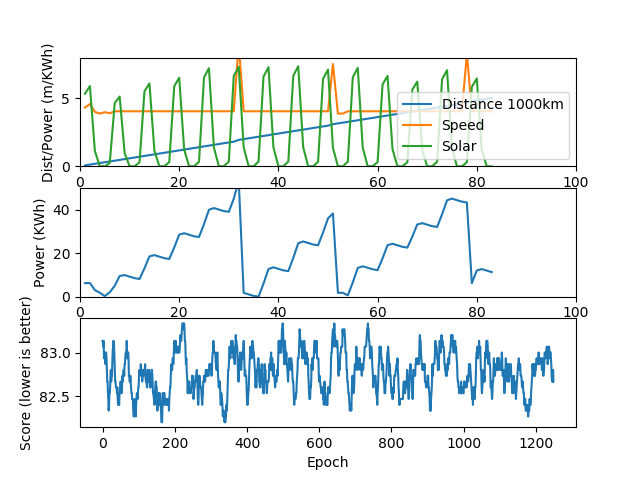 Dist/Power (m/KWh)
5
0
Distance 1000km
Speed
Solar
0 20 40 60 80 100
Power (KWh)
40
20
0
0 20 40 60 80 100
Score (lower is better)
83.0
82.5
0 200 400 600 800 1000 1200
Epoch